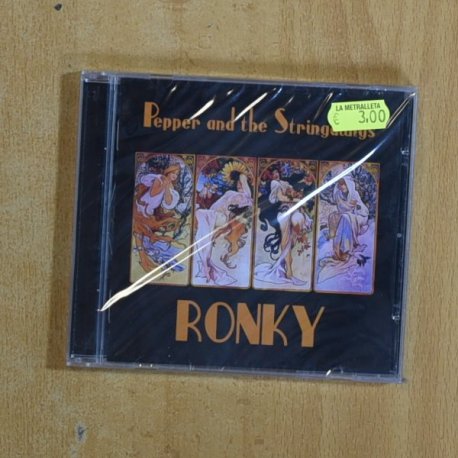 LA METRALLETA
€ 3,00
Pepper and the Stringalings
RONKY